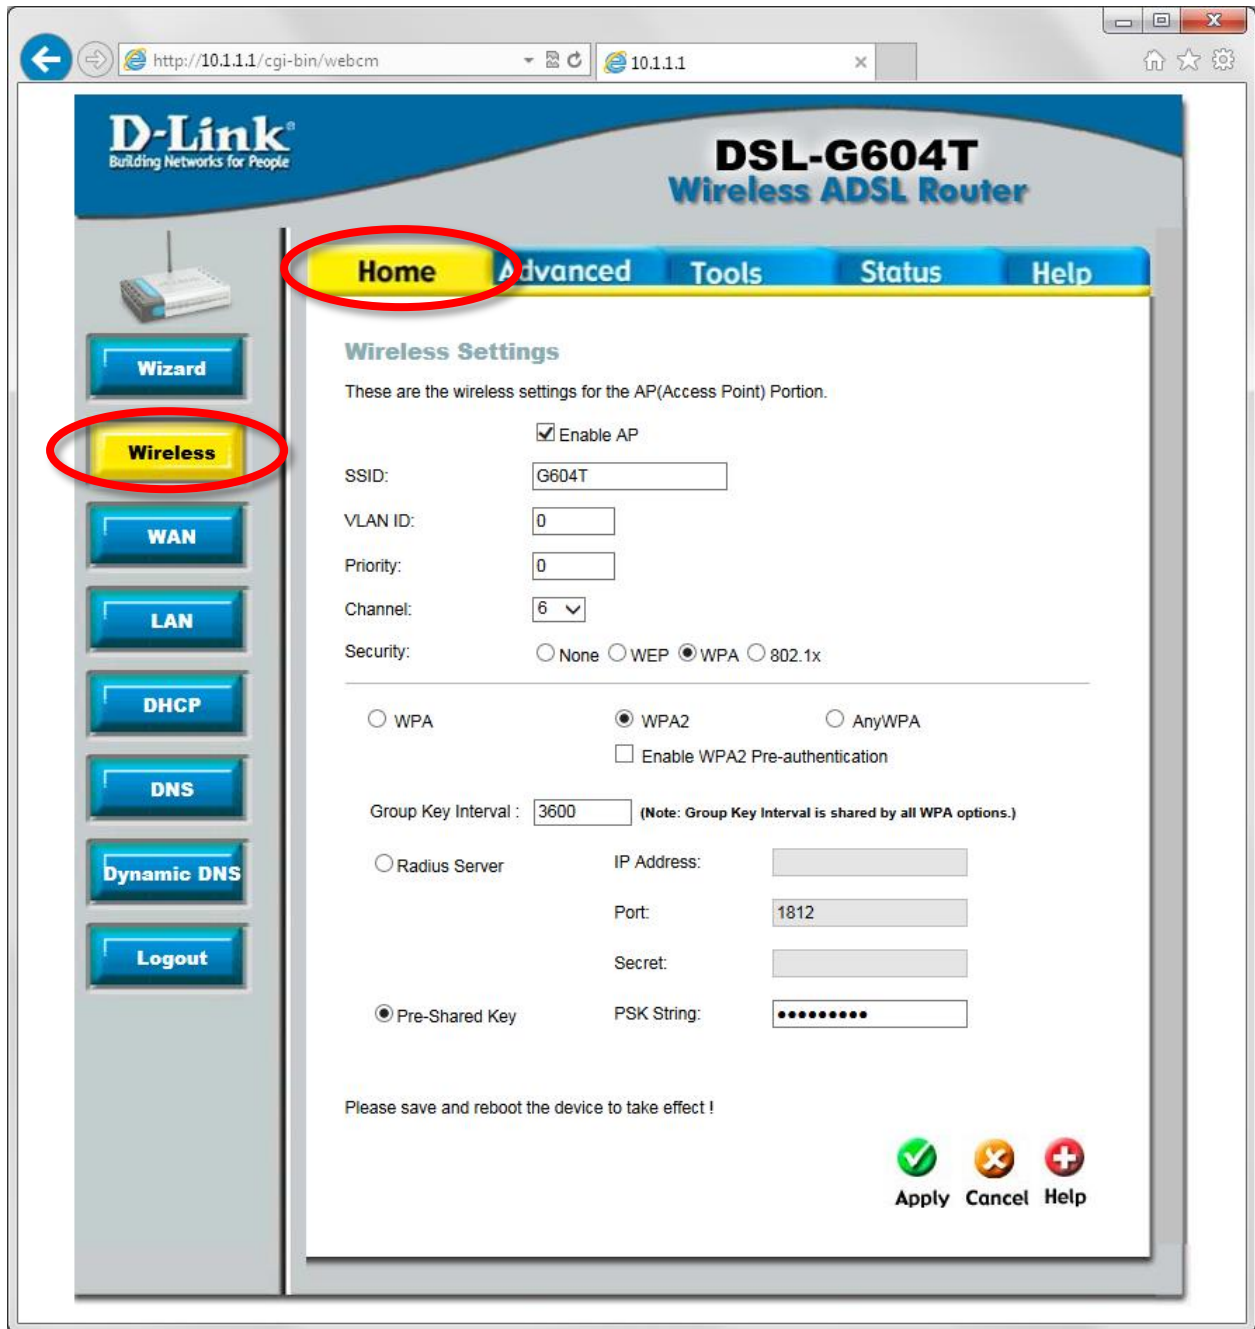 http://10.1.1.1/cgi-bin/webcm
10.1.1.1
D-Link®
Building Networks for People
DSL-G604T
Wireless ADSL Router
Home Advanced Tools Status Help
Wizard
Wireless
WAN
LAN
DHCP
DNS
Dynamic DNS
Logout
Wireless Settings
These are the wireless settings for the AP(Access Point) Portion.
Enable AP
SSID: G604T
VLAN ID: 0
Priority: 0
Channel: 6
Security: None WEP WPA 802.1x
WPA WPA2 AnyWPA
Enable WPA2 Pre-authentication
Group Key Interval : 3600 (Note: Group Key Interval is shared by all WPA options.)
Radius Server IP Address:
Port: 1812
Secret:
Pre-Shared Key PSK String: •••••••••
Please save and reboot the device to take effect !
Apply Cancel Help